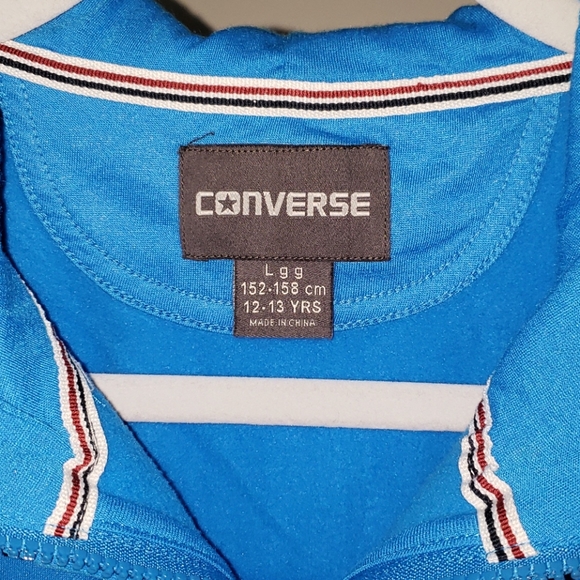 CONVERSE
L g g
152-158 cm
12-13 YRS
MADE IN CHINA